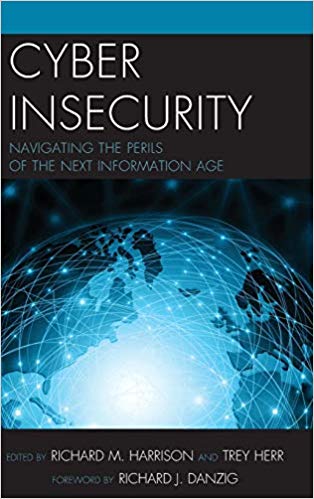 CYBER
INSECURITY
NAVIGATING THE PERILS
OF THE NEXT INFORMATION AGE
EDITED BY RICHARD M. HARRISON AND TREY HERR
FOREWORD BY RICHARD J. DANZIG